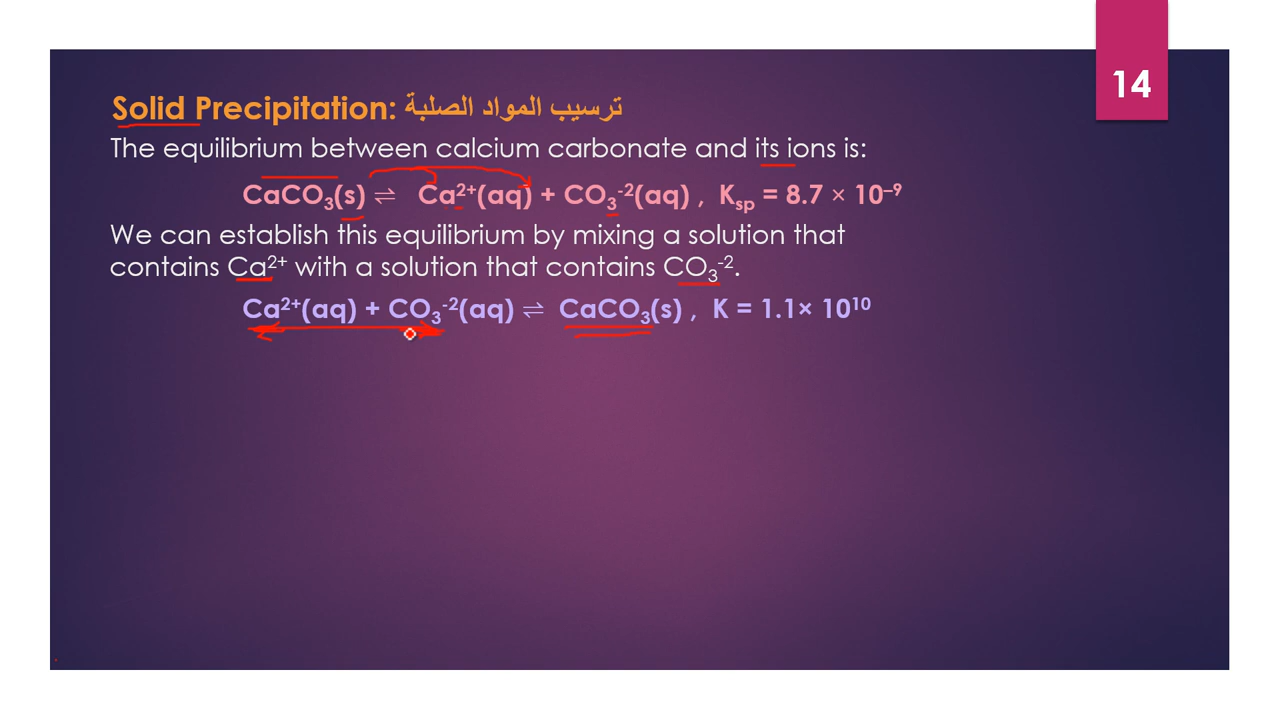 14
Solid Precipitation: ترسيب المواد الصلبة
The equilibrium between calcium carbonate and its ions is:
CaCO₃(s) ⇌ Ca²⁺(aq) + CO₃⁻²(aq) , Kₛₚ = 8.7 × 10⁻⁹
We can establish this equilibrium by mixing a solution that
contains Ca²⁺ with a solution that contains CO₃⁻².
Ca²⁺(aq) + CO₃⁻²(aq) ⇌ CaCO₃(s) , K = 1.1× 10¹⁰